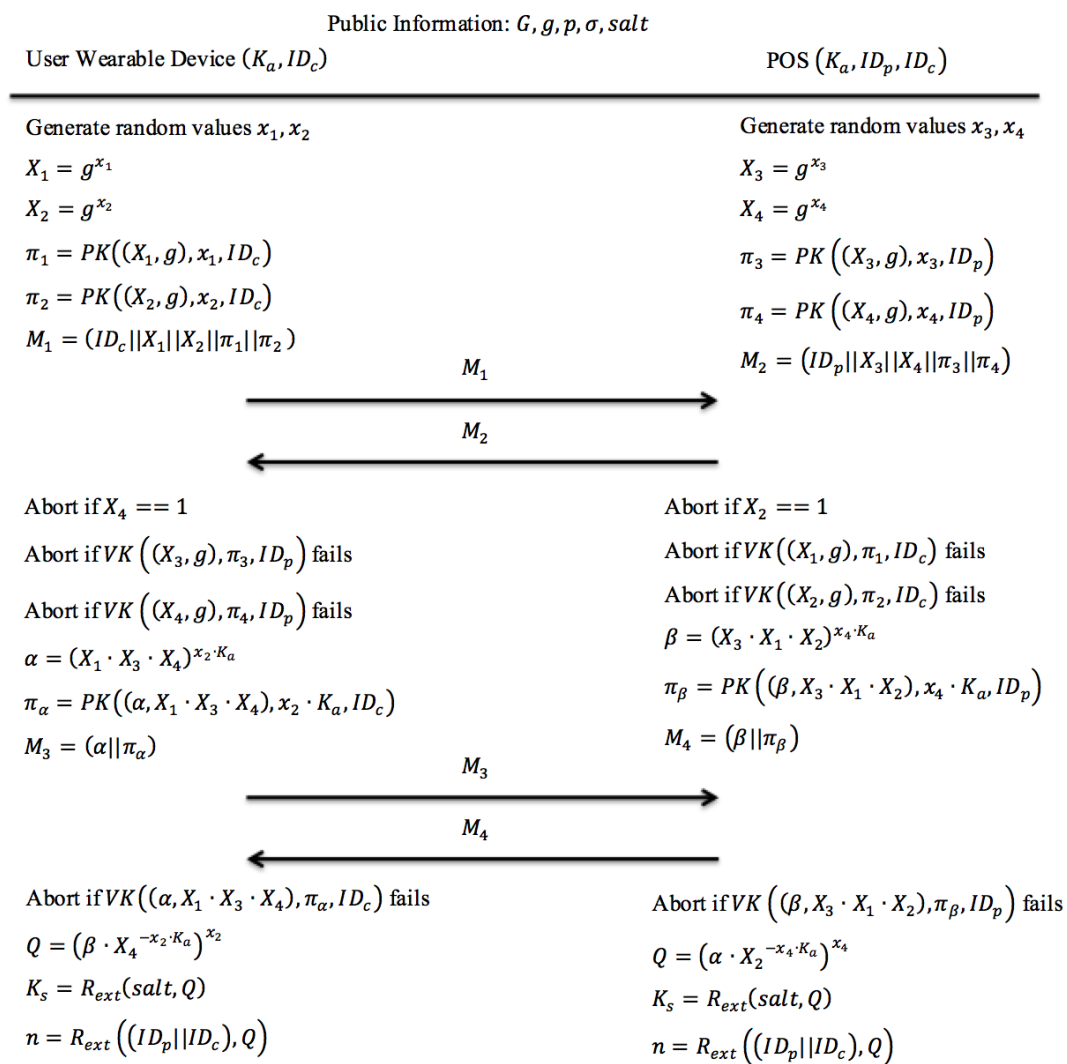 Public Information: G, g, p, σ, salt
User Wearable Device (K_a, ID_c)
POS (K_a, ID_p, ID_c)
Generate random values x_1, x_2
X_1 = g^{x_1}
X_2 = g^{x_2}
π_1 = PK((X_1, g), x_1, ID_c)
π_2 = PK((X_2, g), x_2, ID_c)
M_1 = (ID_c||X_1||X_2||π_1||π_2 )
Generate random values x_3, x_4
X_3 = g^{x_3}
X_4 = g^{x_4}
π_3 = PK((X_3, g), x_3, ID_p)
π_4 = PK((X_4, g), x_4, ID_p)
M_2 = (ID_p||X_3||X_4||π_3||π_4)
M_1
M_2
Abort if X_4 == 1
Abort if VK((X_3, g), π_3, ID_p) fails
Abort if VK((X_4, g), π_4, ID_p) fails
α = (X_1 · X_3 · X_4)^{x_2·K_a}
π_α = PK((α, X_1 · X_3 · X_4), x_2 · K_a, ID_c)
M_3 = (α||π_α)
Abort if X_2 == 1
Abort if VK((X_1, g), π_1, ID_c) fails
Abort if VK((X_2, g), π_2, ID_c) fails
β = (X_3 · X_1 · X_2)^{x_4·K_a}
π_β = PK((β, X_3 · X_1 · X_2), x_4 · K_a, ID_p)
M_4 = (β||π_β)
M_3
M_4
Abort if VK((α, X_1 · X_3 · X_4), π_α, ID_c) fails
Q = (β · X_4^{-x_2·K_a})^{x_2}
K_s = R_ext(salt, Q)
n = R_ext((ID_p||ID_c), Q)
Abort if VK((β, X_3 · X_1 · X_2), π_β, ID_p) fails
Q = (α · X_2^{-x_4·K_a})^{x_4}
K_s = R_ext(salt, Q)
n = R_ext((ID_p||ID_c), Q)